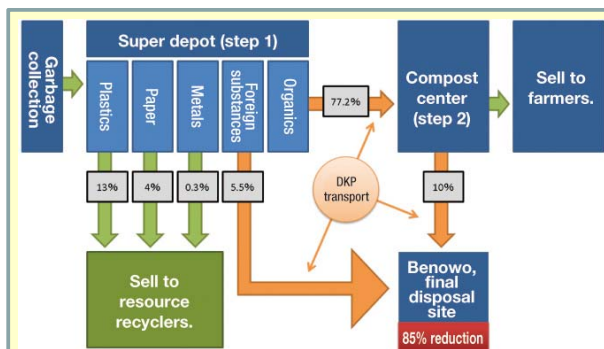 Garbage
collection
Super depot (step 1)
Plastics
Paper
Metals
Foreign
substances
Organics
77.2%
Compost
center
(step 2)
Sell to
farmers.
13%
4%
0.3%
5.5%
DKP
transport
10%
Sell to
resource
recyclers.
Benowo,
final
disposal
site
85% reduction